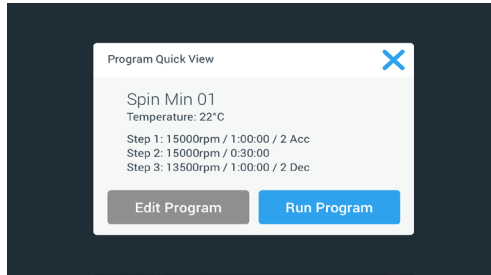 Program Quick View
Spin Min 01
Temperature: 22°C
Step 1: 15000rpm / 1:00:00 / 2 Acc
Step 2: 15000rpm / 0:30:00
Step 3: 13500rpm / 1:00:00 / 2 Dec
Edit Program
Run Program